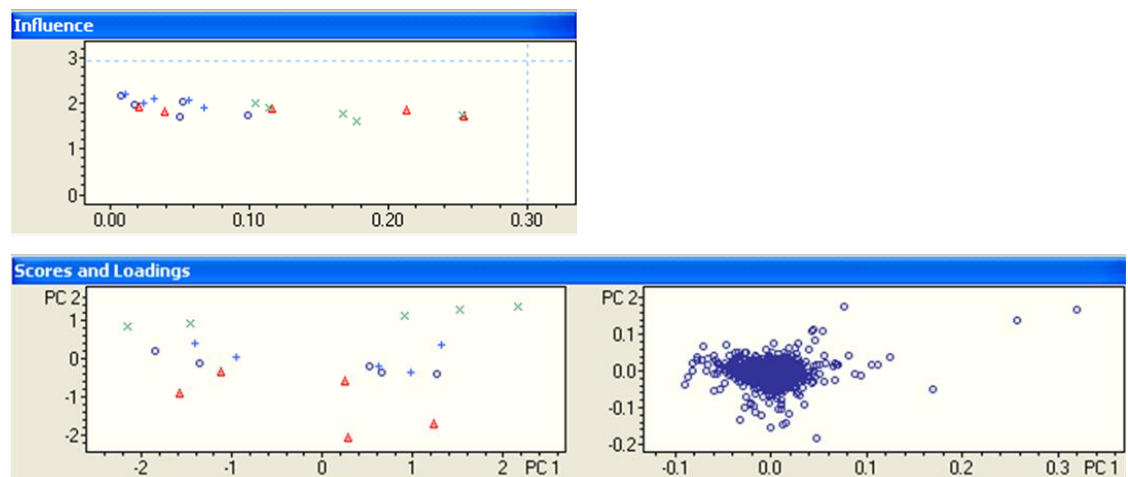 Influence
3
2
1
0
0.00 0.10 0.20 0.30
Scores and Loadings
PC 2 2
1
0
-1
-2
-2 -1 0 1 2 PC 1
PC 2
0.1
0.0
-0.1
-0.2
-0.1 0.0 0.1 0.2 0.3 PC 1